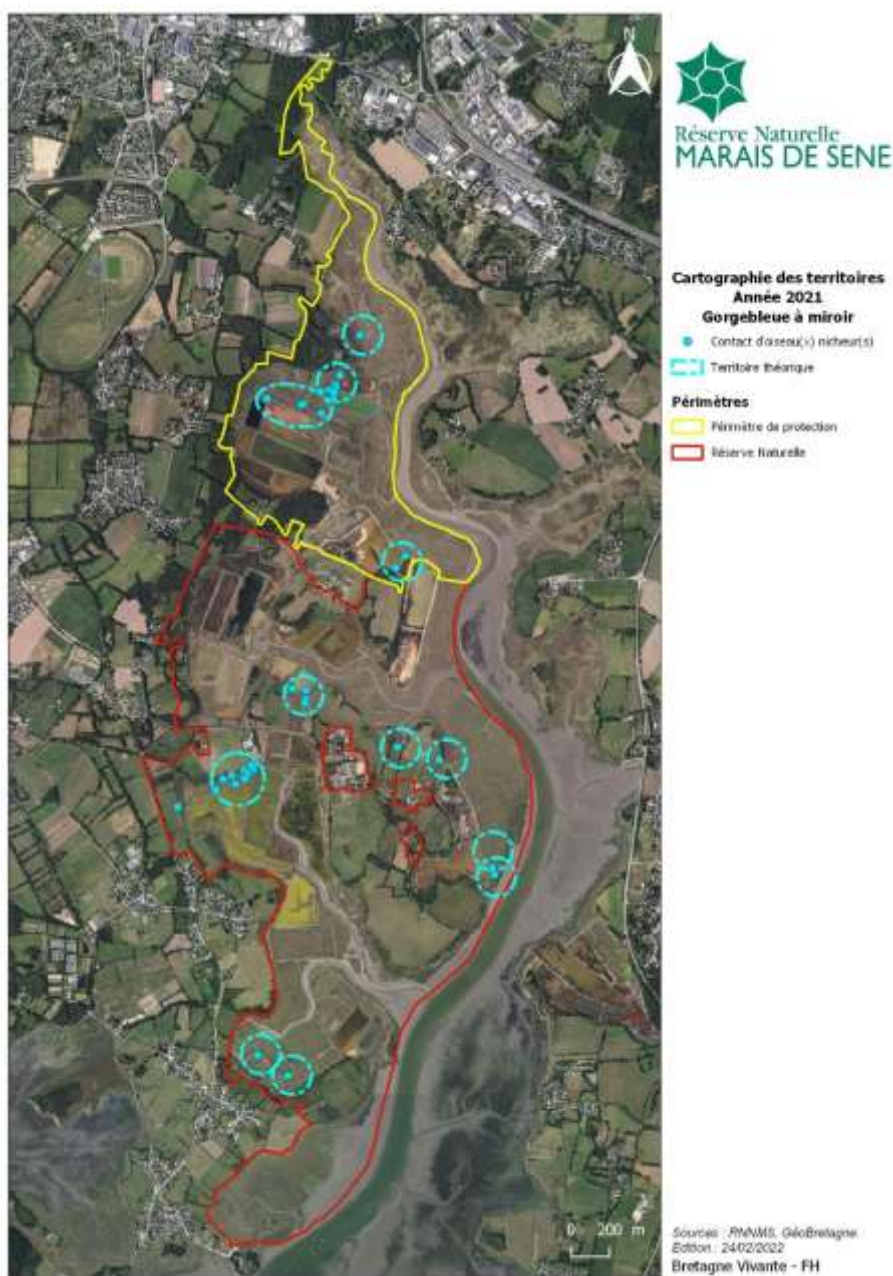 N
Réserve Naturelle
MARAIS DE SENE
Cartographie des territoires
Année 2021
Gorgebleue à miroir
Contact d'oiseau(x) nicheur(s)
Territoire théorique
Périmètres
Périmètre de protection
Réserve Naturelle
0 200 m
Sources : RNNMS, GéoBretagne
Edition : 24/02/2022
Bretagne Vivante - FH